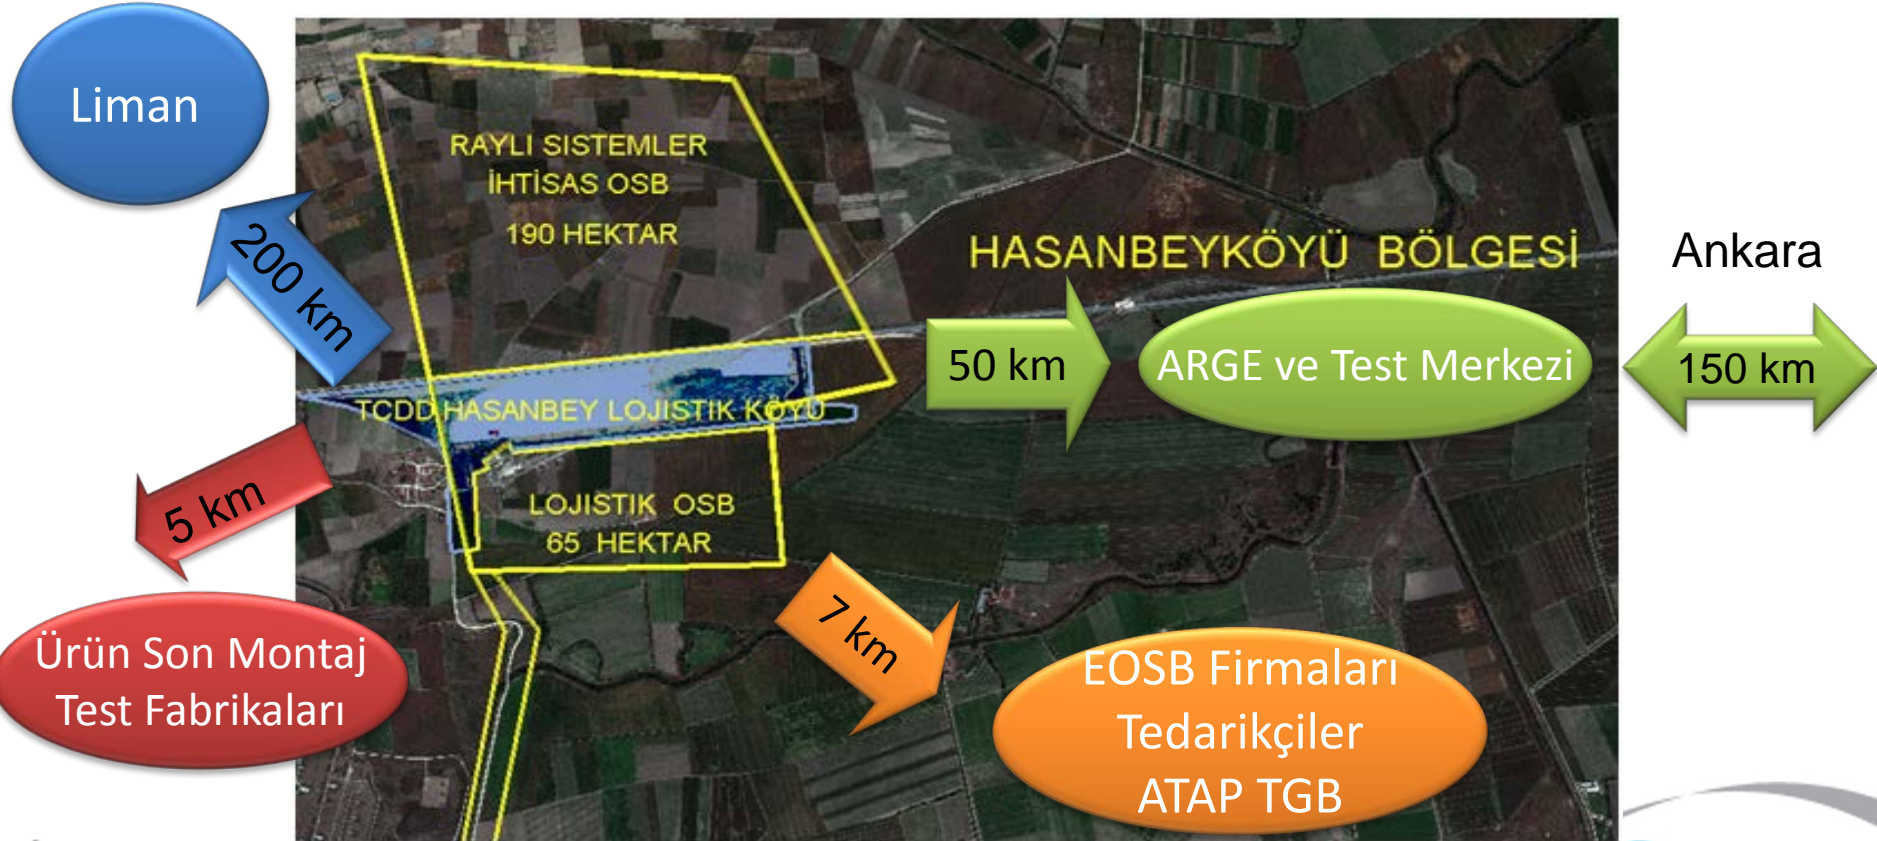 Liman
200 km
RAYLI SISTEMLER
İHTİSAS OSB
190 HEKTAR
HASANBEYKÖYÜ BÖLGESİ
Ankara
50 km
ARGE ve Test Merkezi
150 km
TCDD HASANBEY LOJISTIK KÖYÜ
5 km
LOJISTIK OSB
65 HEKTAR
7 km
Ürün Son Montaj
Test Fabrikaları
EOSB Firmaları
Tedarikçiler
ATAP TGB